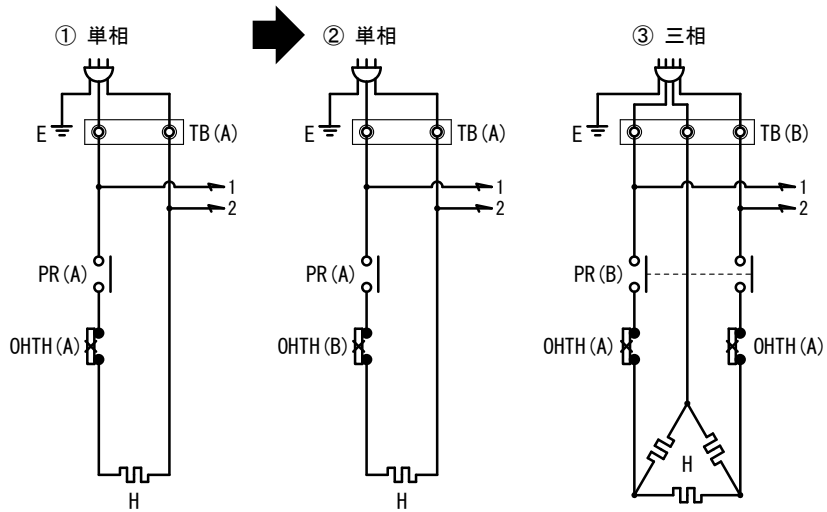 ① 単相
② 単相
③ 三相
E
TB(A)
E
TB(A)
E
TB(B)
1
2
1
2
1
2
PR(A)
PR(A)
PR(B)
OHTH(A)
OHTH(B)
OHTH(A)
OHTH(A)
H
H
H